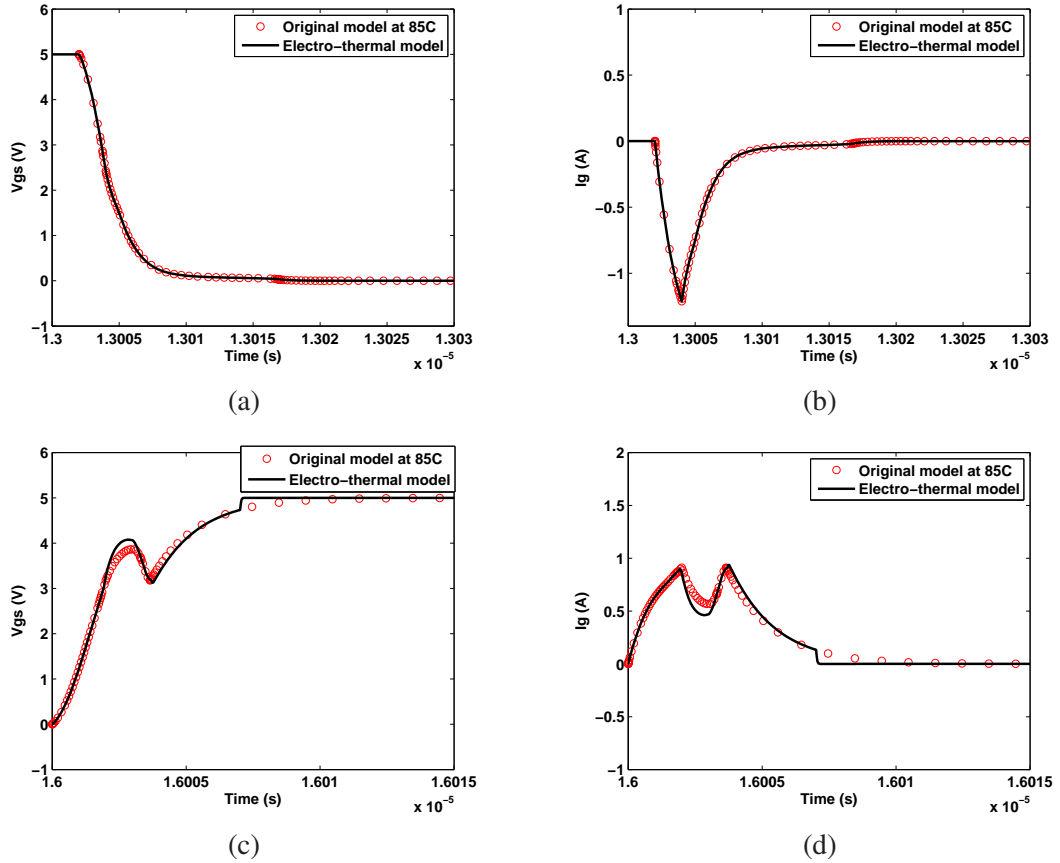 6
5
4
3
2
1
0
−1
Vgs (V)
1.3 1.3005 1.301 1.3015 1.302 1.3025 1.303
Time (s)
x 10−5
Original model at 85C
Electro−thermal model
(a)
1
0.5
0
−0.5
−1
Ig (A)
1.3 1.3005 1.301 1.3015 1.302 1.3025 1.303
Time (s)
x 10−5
Original model at 85C
Electro−thermal model
(b)
6
5
4
3
2
1
0
−1
Vgs (V)
1.6 1.6005 1.601 1.6015
Time (s)
x 10−5
Original model at 85C
Electro−thermal model
(c)
2
1.5
1
0.5
0
−0.5
−1
Ig (A)
1.6 1.6005 1.601 1.6015
Time (s)
x 10−5
Original model at 85C
Electro−thermal model
(d)